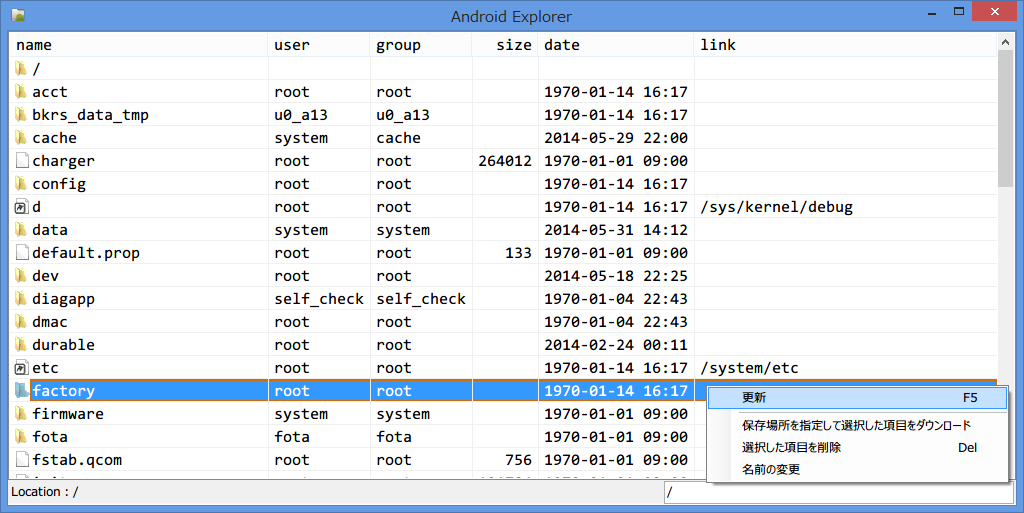 Android Explorer
name user group size date link
/
acct root root 1970-01-14 16:17
bkrs_data_tmp u0_a13 u0_a13 1970-01-14 16:17
cache system cache 2014-05-29 22:00
charger root root 264012 1970-01-01 09:00
config root root 1970-01-14 16:17
d root root 1970-01-14 16:17 /sys/kernel/debug
data system system 2014-05-31 14:12
default.prop root root 133 1970-01-01 09:00
dev root root 2014-05-18 22:25
diagapp self_check self_check 1970-01-04 22:43
dmac root root 1970-01-04 22:43
durable root root 2014-02-24 00:11
etc root root 1970-01-14 16:17 /system/etc
factory root root 1970-01-14 16:17
更新 F5
firmware system system 1970-01-01 09:00
保存場所を指定して選択した項目をダウンロード
fota fota fota 1970-01-01 09:00
選択した項目を削除 Del
fstab.qcom root root 756 1970-01-01 09:00
名前の変更
Location : /
/